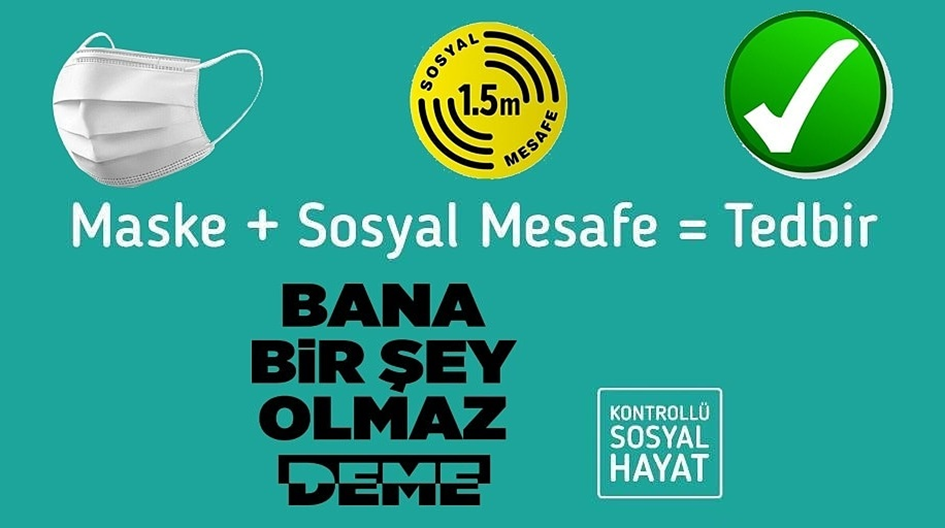 SOSYAL
1.5m
MESAFE
Maske + Sosyal Mesafe = Tedbir
BANA
BİR ŞEY
OLMAZ
DEME
KONTROLLÜ
SOSYAL
HAYAT